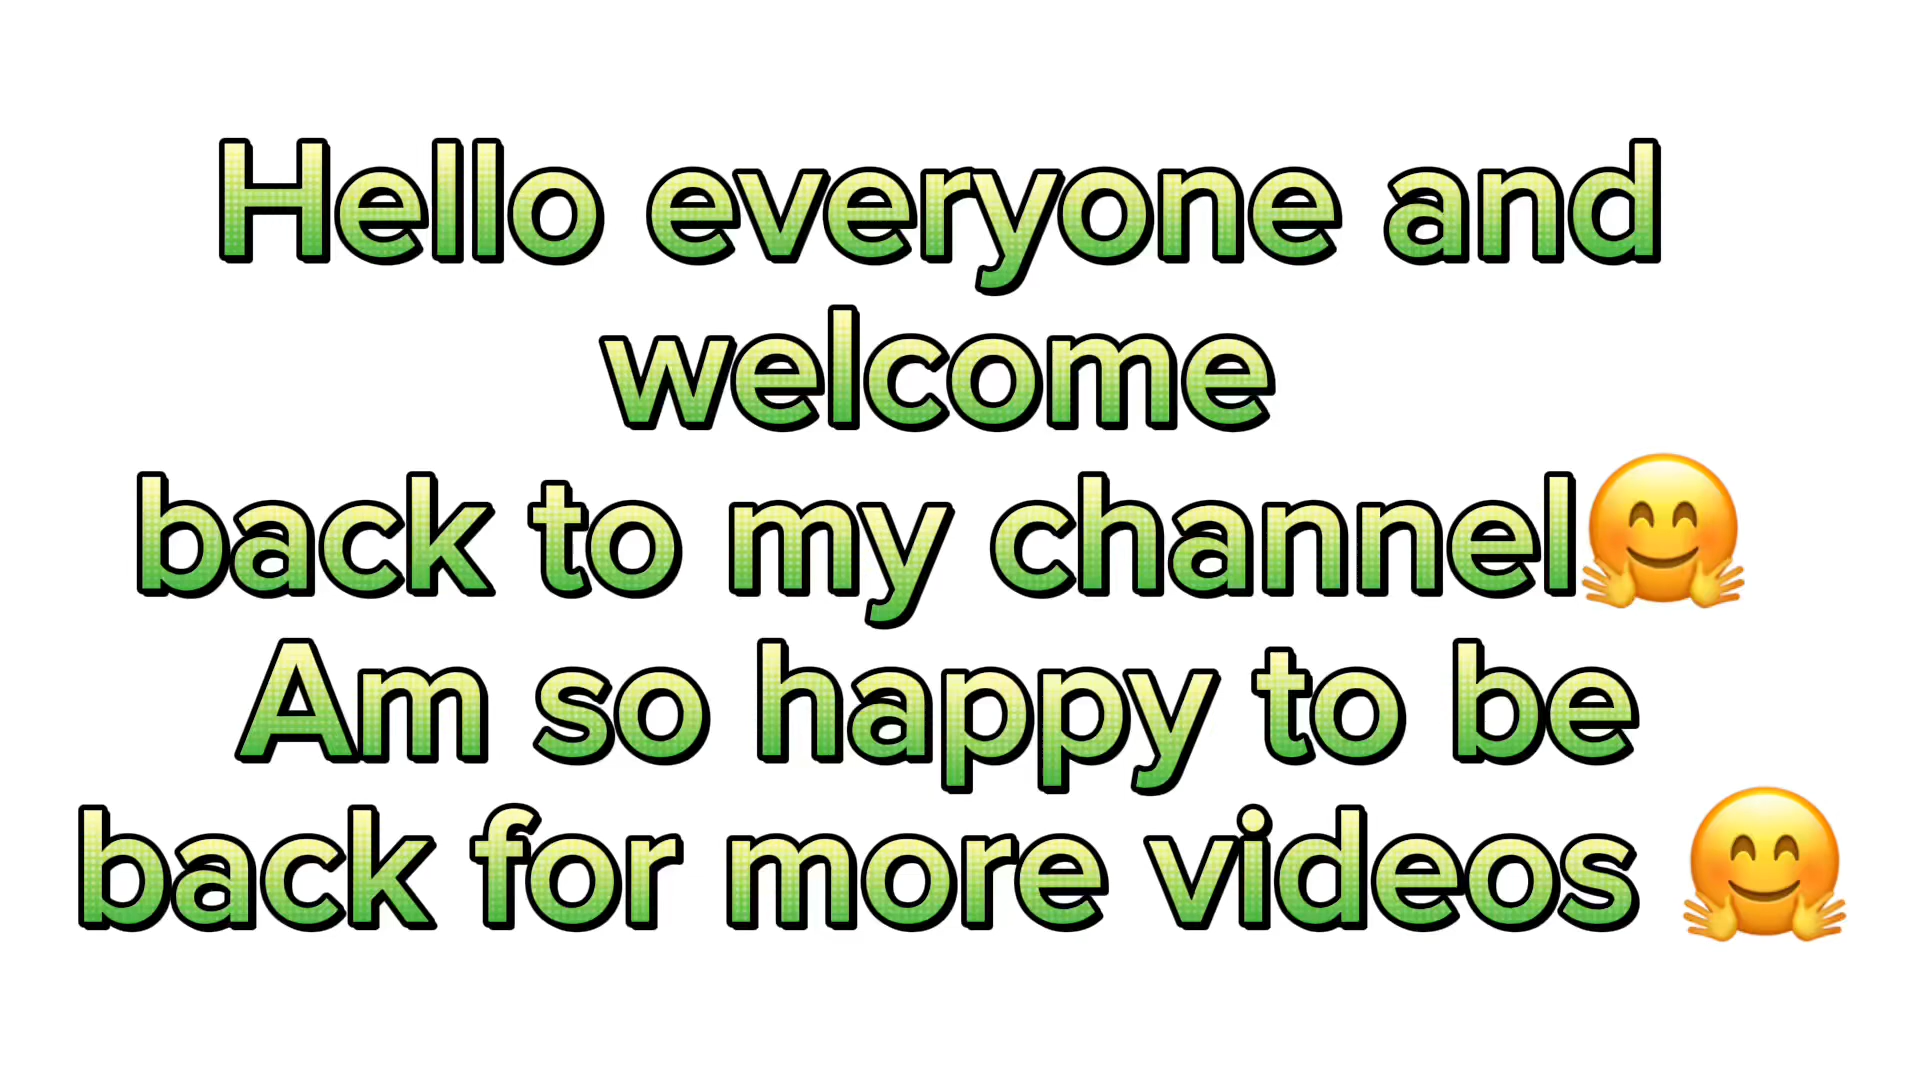 Hello everyone and
welcome
back to my channel🤗
Am so happy to be
back for more videos 🤗